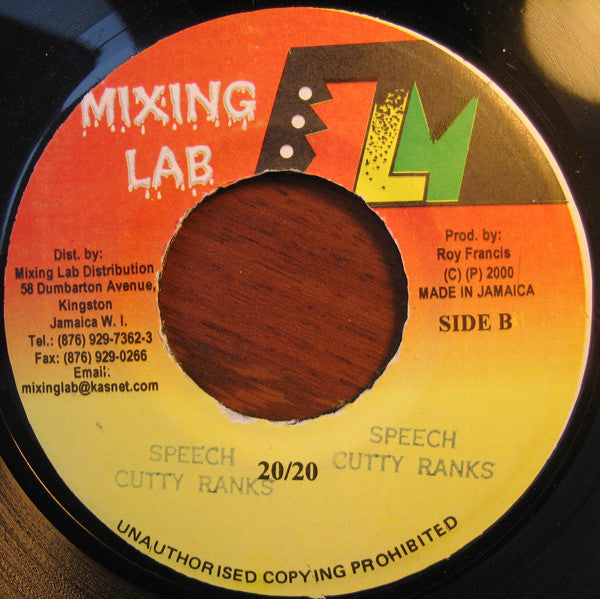 MIXING
LAB
LM
Dist. by:
Mixing Lab Distribution
58 Dumbarton Avenue,
Kingston
Jamaica W. I.
Tel.: (876) 929-7362-3
Fax: (876) 929-0266
Email:
mixinglab@kasnet.com
Prod. by:
Roy Francis
(C) (P) 2000
MADE IN JAMAICA
SIDE B
SPEECH
CUTTY RANKS
20/20
SPEECH
CUTTY RANKS
UNAUTHORISED COPYING PROHIBITED